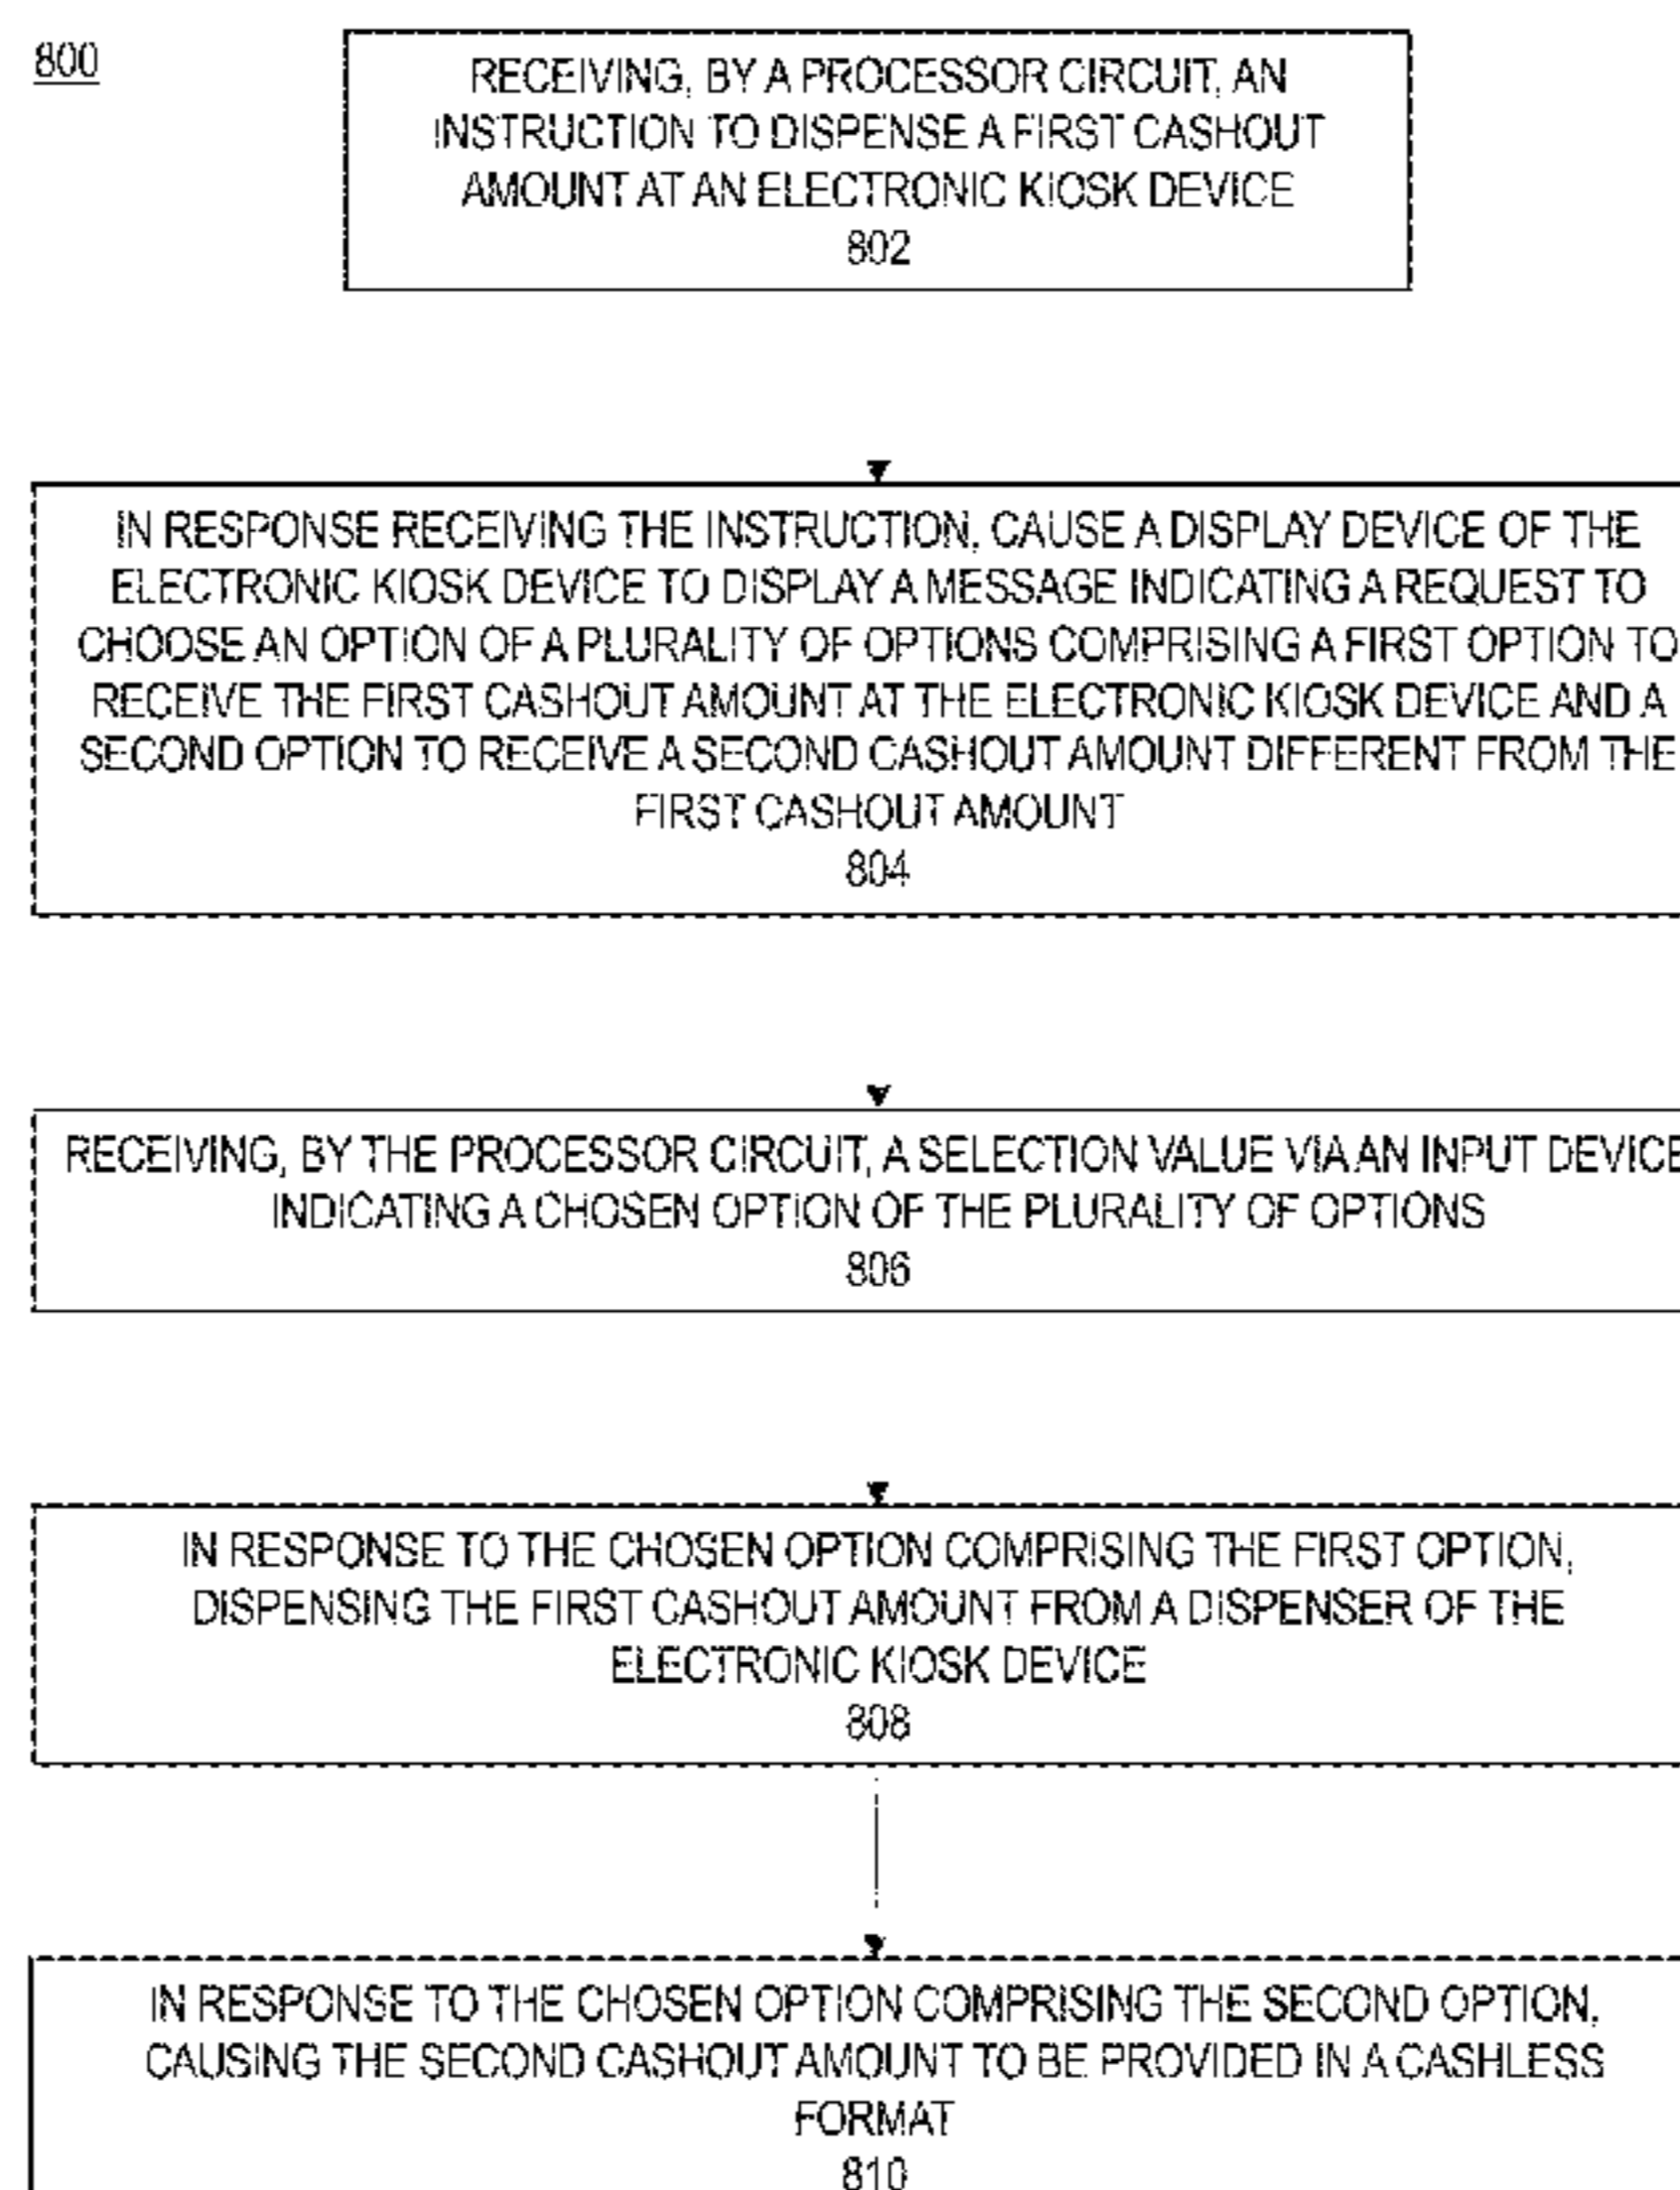 800
RECEIVING, BY A PROCESSOR CIRCUIT, AN
INSTRUCTION TO DISPENSE A FIRST CASHOUT
AMOUNT AT AN ELECTRONIC KIOSK DEVICE
802
IN RESPONSE RECEIVING THE INSTRUCTION, CAUSE A DISPLAY DEVICE OF THE
ELECTRONIC KIOSK DEVICE TO DISPLAY A MESSAGE INDICATING A REQUEST TO
CHOOSE AN OPTION OF A PLURALITY OF OPTIONS COMPRISING A FIRST OPTION TO
RECEIVE THE FIRST CASHOUT AMOUNT AT THE ELECTRONIC KIOSK DEVICE AND A
SECOND OPTION TO RECEIVE A SECOND CASHOUT AMOUNT DIFFERENT FROM THE
FIRST CASHOUT AMOUNT
804
RECEIVING, BY THE PROCESSOR CIRCUIT, A SELECTION VALUE VIA AN INPUT DEVICE
INDICATING A CHOSEN OPTION OF THE PLURALITY OF OPTIONS
806
IN RESPONSE TO THE CHOSEN OPTION COMPRISING THE FIRST OPTION,
DISPENSING THE FIRST CASHOUT AMOUNT FROM A DISPENSER OF THE
ELECTRONIC KIOSK DEVICE
808
IN RESPONSE TO THE CHOSEN OPTION COMPRISING THE SECOND OPTION,
CAUSING THE SECOND CASHOUT AMOUNT TO BE PROVIDED IN A CASHLESS
FORMAT
810